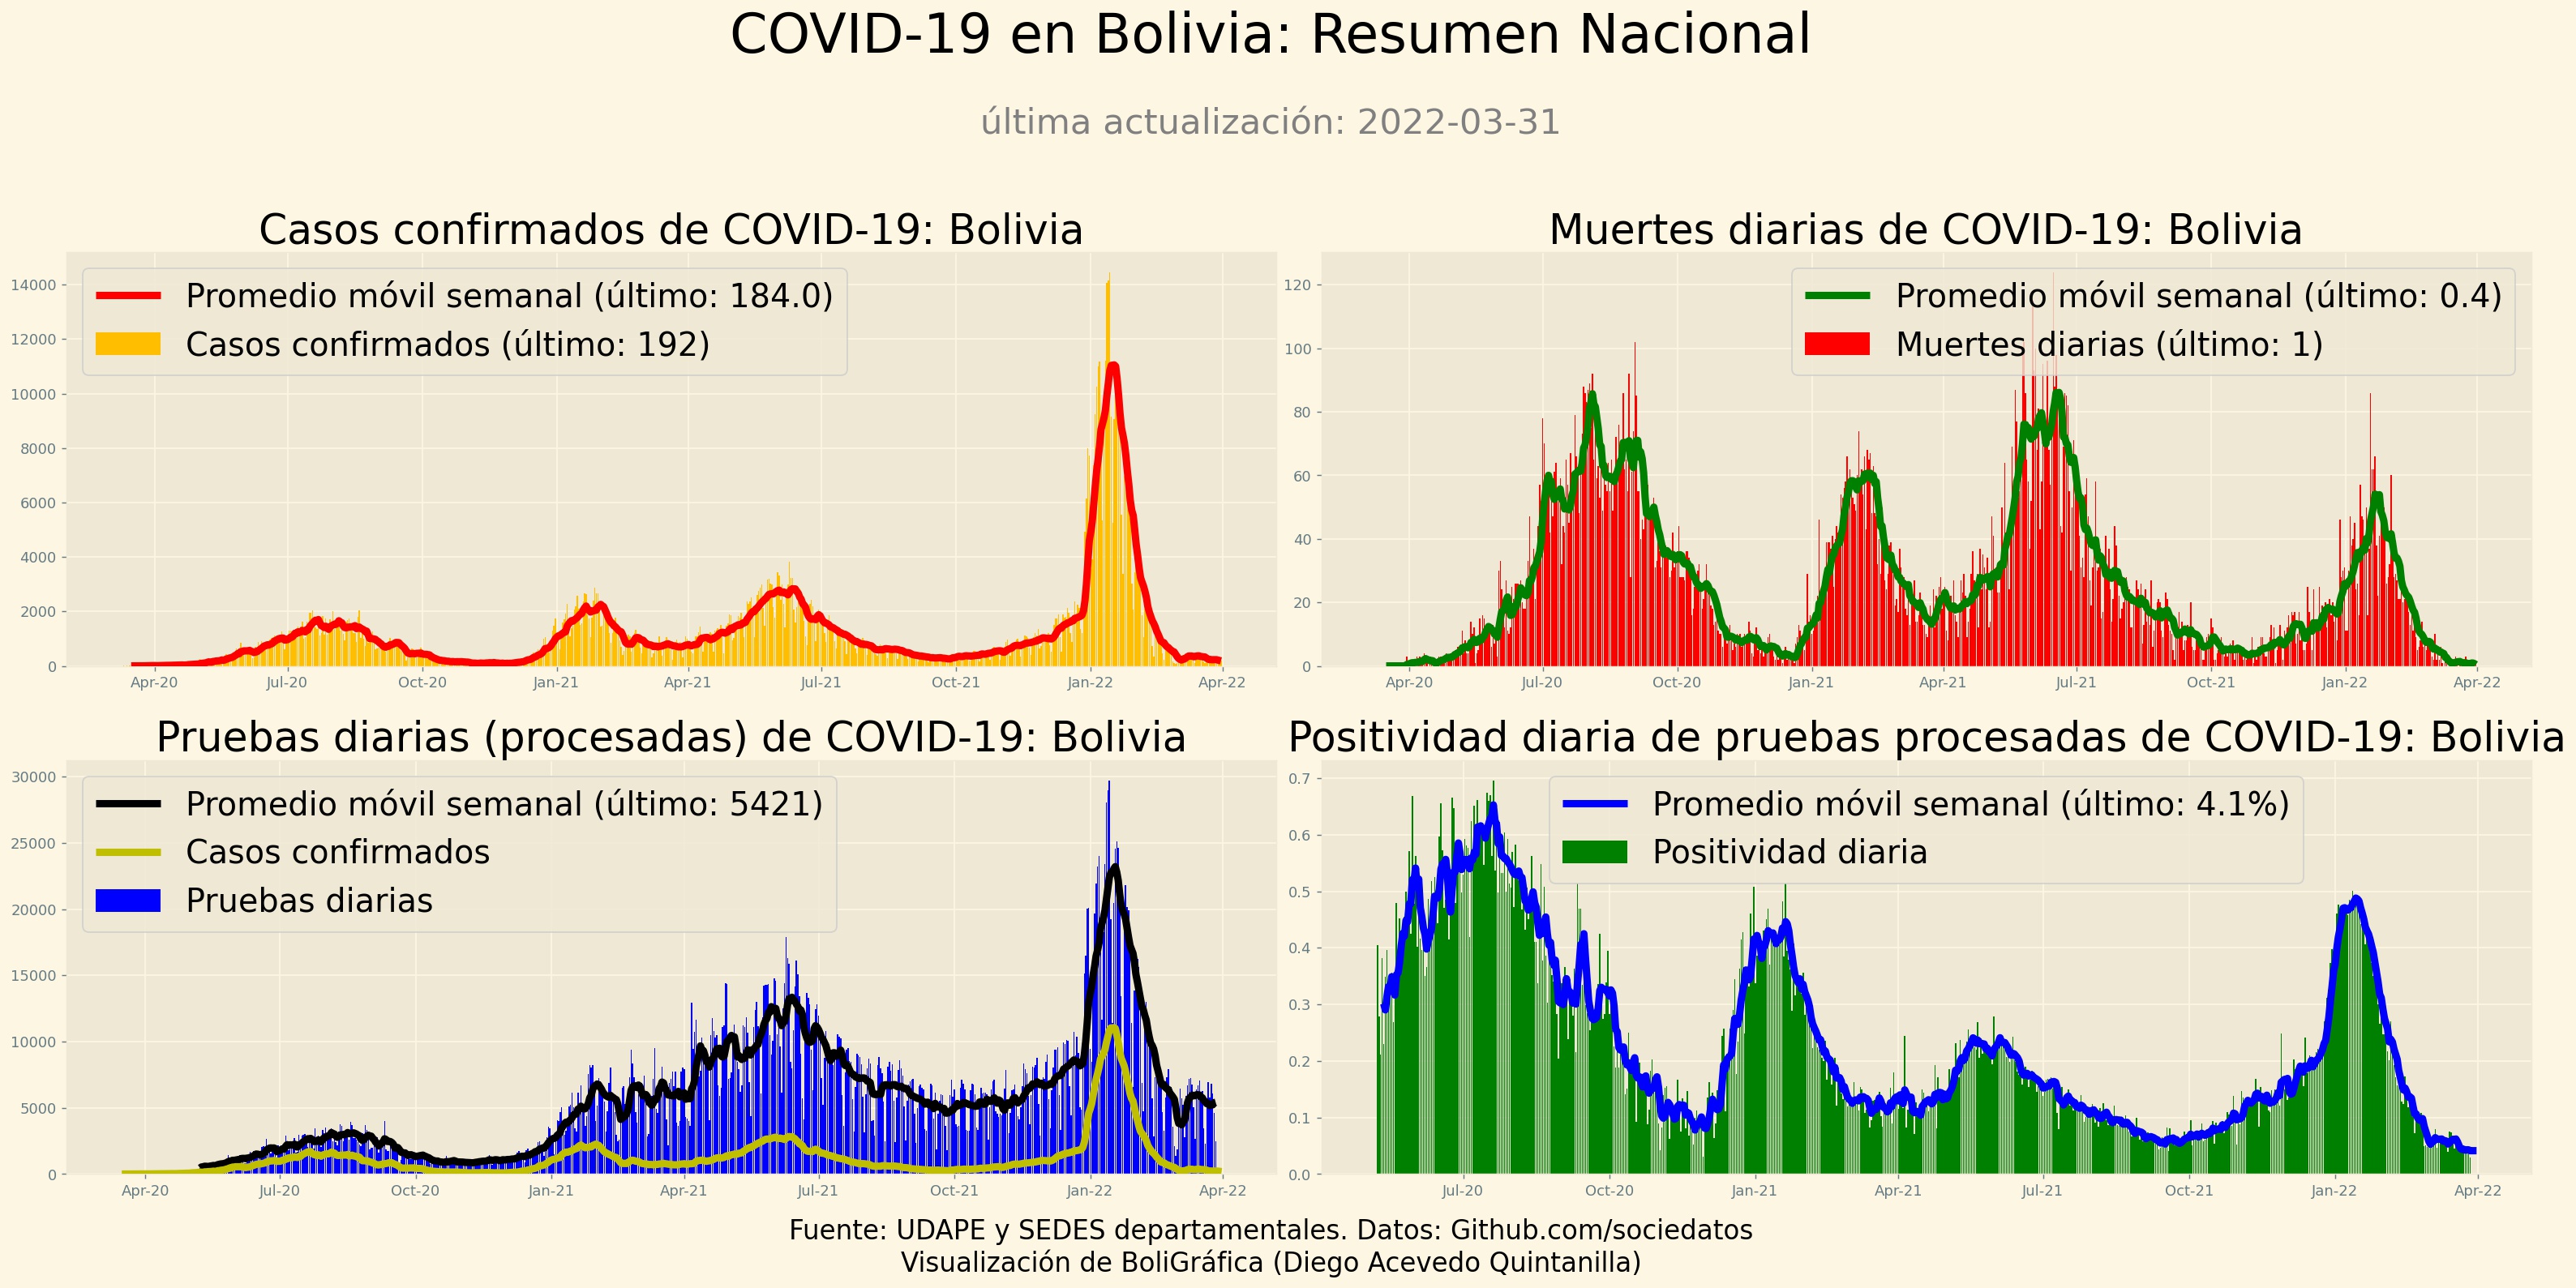 COVID-19 en Bolivia: Resumen Nacional
última actualización: 2022-03-31
Casos confirmados de COVID-19: Bolivia
14000
12000
10000
8000
6000
4000
2000
0
Promedio móvil semanal (último: 184.0)
Casos confirmados (último: 192)
Apr-20 Jul-20 Oct-20 Jan-21 Apr-21 Jul-21 Oct-21 Jan-22 Apr-22
Muertes diarias de COVID-19: Bolivia
120
100
80
60
40
20
0
Promedio móvil semanal (último: 0.4)
Muertes diarias (último: 1)
Apr-20 Jul-20 Oct-20 Jan-21 Apr-21 Jul-21 Oct-21 Jan-22 Apr-22
Pruebas diarias (procesadas) de COVID-19: Bolivia
30000
25000
20000
15000
10000
5000
0
Promedio móvil semanal (último: 5421)
Casos confirmados
Pruebas diarias
Apr-20 Jul-20 Oct-20 Jan-21 Apr-21 Jul-21 Oct-21 Jan-22 Apr-22
Positividad diaria de pruebas procesadas de COVID-19: Bolivia
0.7
0.6
0.5
0.4
0.3
0.2
0.1
0.0
Promedio móvil semanal (último: 4.1%)
Positividad diaria
Jul-20 Oct-20 Jan-21 Apr-21 Jul-21 Oct-21 Jan-22 Apr-22
Fuente: UDAPE y SEDES departamentales. Datos: Github.com/sociedatos
Visualización de BoliGráfica (Diego Acevedo Quintanilla)